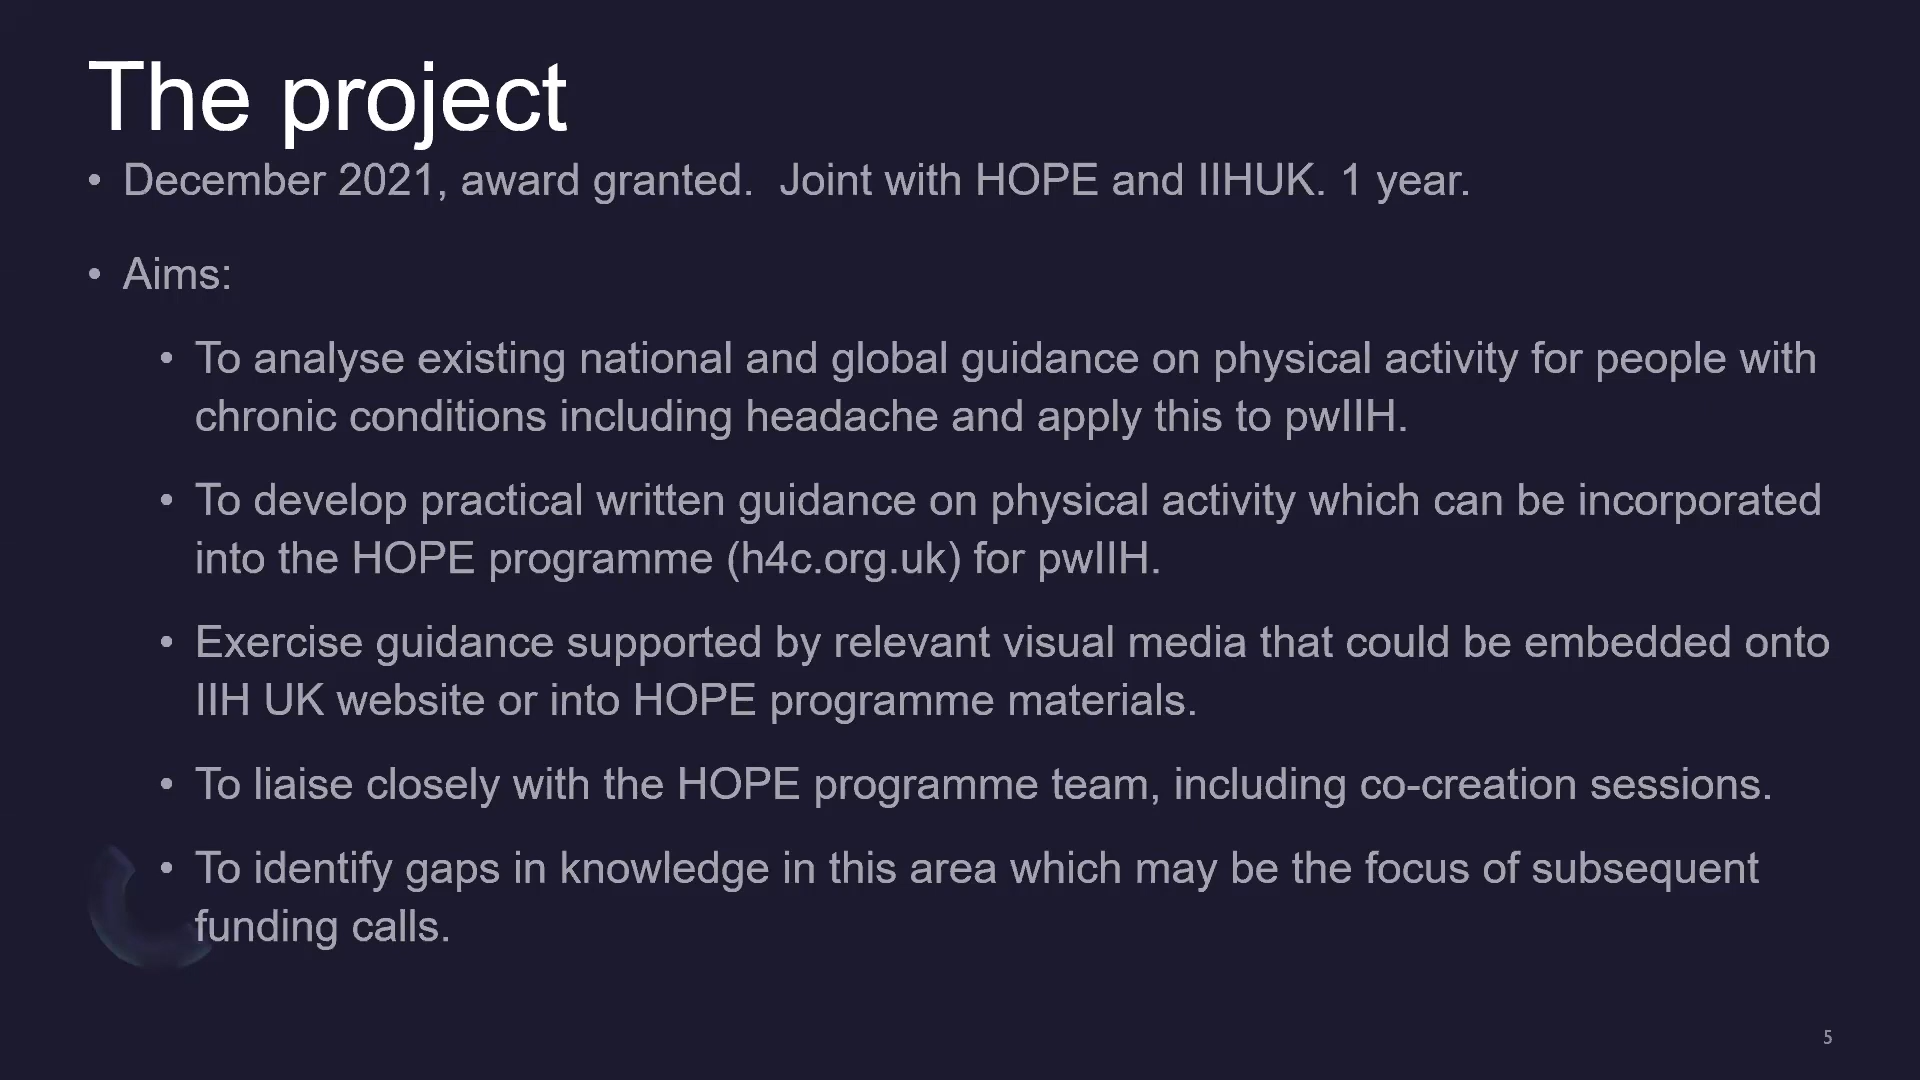 The project
• December 2021, award granted.  Joint with HOPE and IIHUK. 1 year.
• Aims:
• To analyse existing national and global guidance on physical activity for people with
chronic conditions including headache and apply this to pwIIH.
• To develop practical written guidance on physical activity which can be incorporated
into the HOPE programme (h4c.org.uk) for pwIIH.
• Exercise guidance supported by relevant visual media that could be embedded onto
IIH UK website or into HOPE programme materials.
• To liaise closely with the HOPE programme team, including co-creation sessions.
• To identify gaps in knowledge in this area which may be the focus of subsequent
funding calls.
5